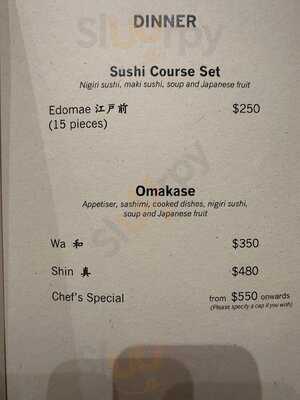 DINNER
Sushi Course Set
Nigiri sushi, maki sushi, soup and Japanese fruit
Edomae 江戸前 $250
(15 pieces)
Omakase
Appetiser, sashimi, cooked dishes, nigiri sushi,
soup and Japanese fruit
Wa 和 $350
Shin 真 $480
Chef's Special from $550 onwards
(Please specify a cap if you wish)